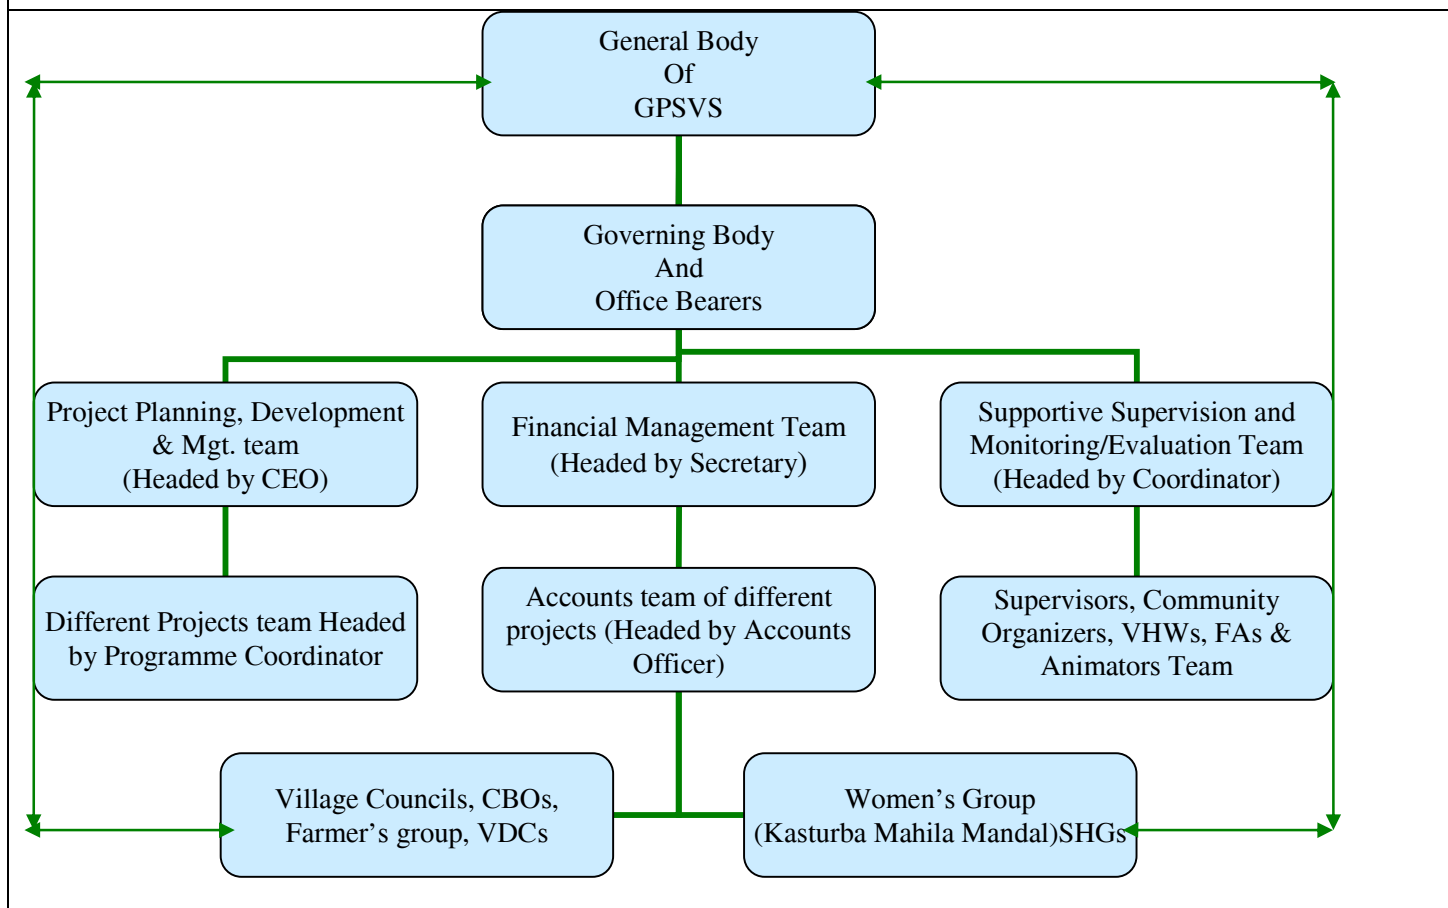 General Body
Of
GPSVS
Governing Body
And
Office Bearers
Project Planning, Development
& Mgt. team
(Headed by CEO)
Financial Management Team
(Headed by Secretary)
Supportive Supervision and
Monitoring/Evaluation Team
(Headed by Coordinator)
Different Projects team Headed
by Programme Coordinator
Accounts team of different
projects (Headed by Accounts
Officer)
Supervisors, Community
Organizers, VHWs, FAs &
Animators Team
Village Councils, CBOs,
Farmer’s group, VDCs
Women’s Group
(Kasturba Mahila Mandal)SHGs